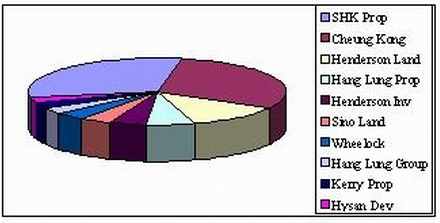 SHK Prop
Cheung Kong
Henderson Land
Hang Lung Prop
Henderson Inv
Sino Land
Wheelock
Hang Lung Group
Kerry Prop
Hysan Dev